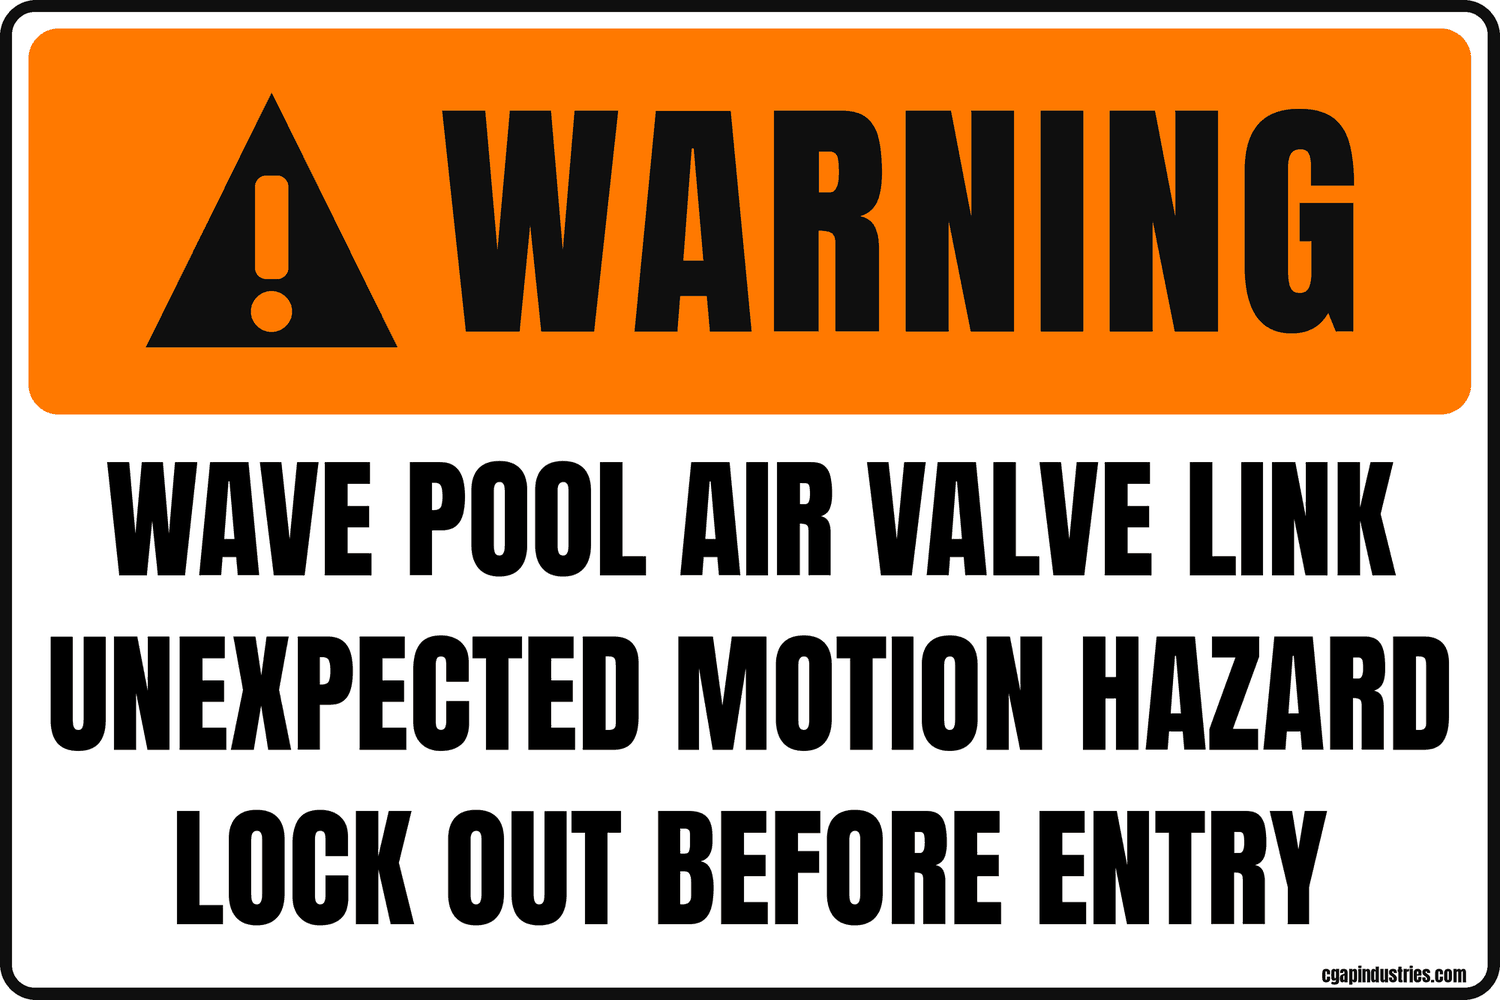 WARNING
WAVE POOL AIR VALVE LINK
UNEXPECTED MOTION HAZARD
LOCK OUT BEFORE ENTRY
cgapindustries.com